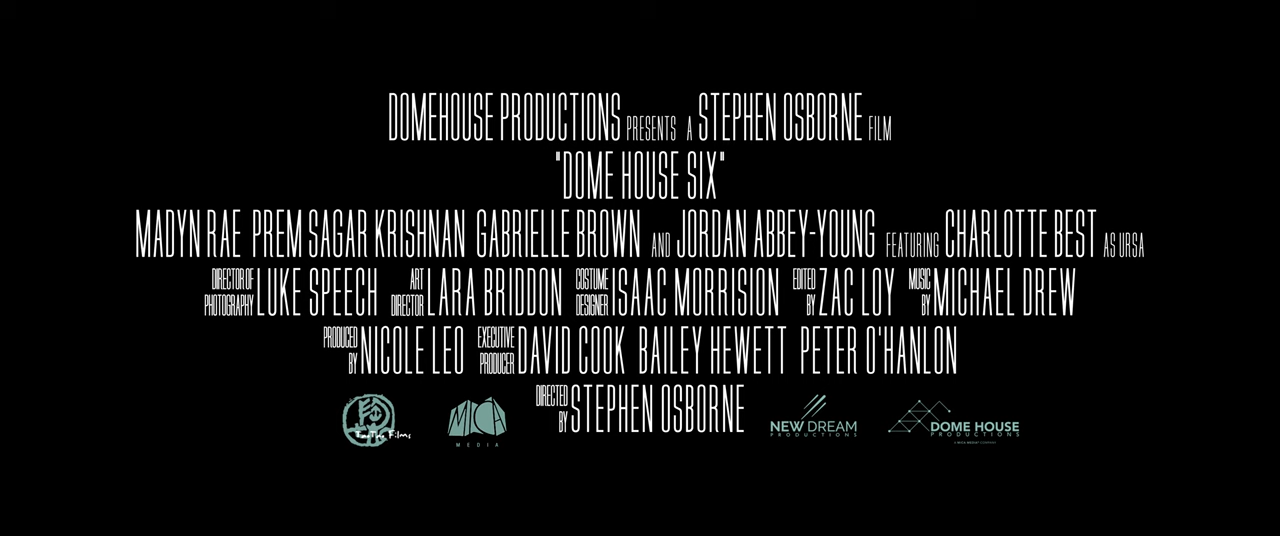 DOMEHOUSE PRODUCTIONS PRESENTS A STEPHEN OSBORNE FILM
"DOME HOUSE SIX"
MADYN RAE PREM SAGAR KRISHNAN GABRIELLE BROWN AND JORDAN ABBEY-YOUNG FEATURING CHARLOTTE BEST AS URSA
DIRECTOR OF PHOTOGRAPHY LUKE SPEECH ART DIRECTOR LARA BRIDDON COSTUME DESIGNER ISAAC MORRISION EDITED BY ZAC LOY MUSIC BY MICHAEL DREW
PRODUCED BY NICOLE LEO EXECUTIVE PRODUCER DAVID COOK BAILEY HEWETT PETER O'HANLON
DIRECTED BY STEPHEN OSBORNE
Films
MICA
MEDIA
NEW DREAM
PRODUCTIONS
DOME HOUSE
PRODUCTIONS